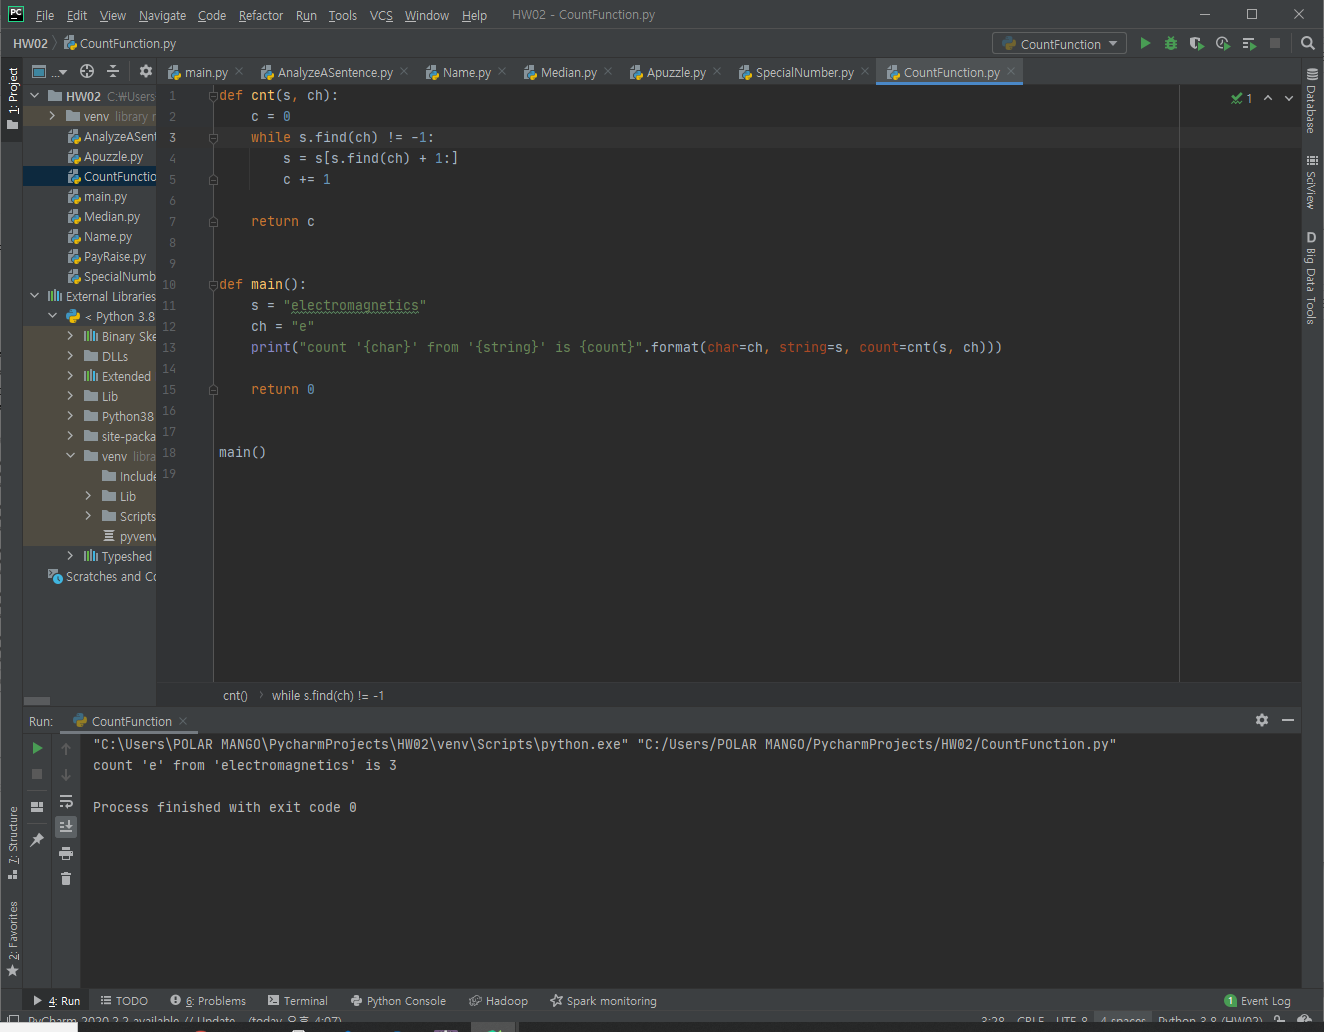 PC File Edit View Navigate Code Refactor Run Tools VCS Window Help HW02 - CountFunction.py
HW02 CountFunction.py CountFunction
1: Project
... main.py AnalyzeASentence.py Name.py Median.py Apuzzle.py SpecialNumber.py CountFunction.py
HW02 C:₩Users
venv library r
AnalyzeASent
Apuzzle.py
CountFunctio
main.py
Median.py
Name.py
PayRaise.py
SpecialNumb
External Libraries
< Python 3.8
Binary Ske
DLLs
Extended
Lib
Python38
site-packa
venv libra
Include
Lib
Scripts
pyvenv
Typeshed
Scratches and Co
1 def cnt(s, ch):
2 c = 0
3 while s.find(ch) != -1:
4 s = s[s.find(ch) + 1:]
5 c += 1
6
7 return c
8
9
10 def main():
11 s = "electromagnetics"
12 ch = "e"
13 print("count '{char}' from '{string}' is {count}".format(char=ch, string=s, count=cnt(s, ch)))
14
15 return 0
16
17
18 main()
19
1
Database
SciView
D Big Data Tools
cnt() while s.find(ch) != -1
Run: CountFunction
"C:\Users\POLAR MANGO\PycharmProjects\HW02\venv\Scripts\python.exe" "C:/Users/POLAR MANGO/PycharmProjects/HW02/CountFunction.py"
count 'e' from 'electromagnetics' is 3
Process finished with exit code 0
7: Structure
2: Favorites
4: Run TODO 6: Problems Terminal Python Console Hadoop Spark monitoring 1 Event Log
PyCharm 2020.2.2 available // Update... (today 오후 4:07) 3:28 CRLF UTF-8 4 spaces Python 3.8 (HW02)